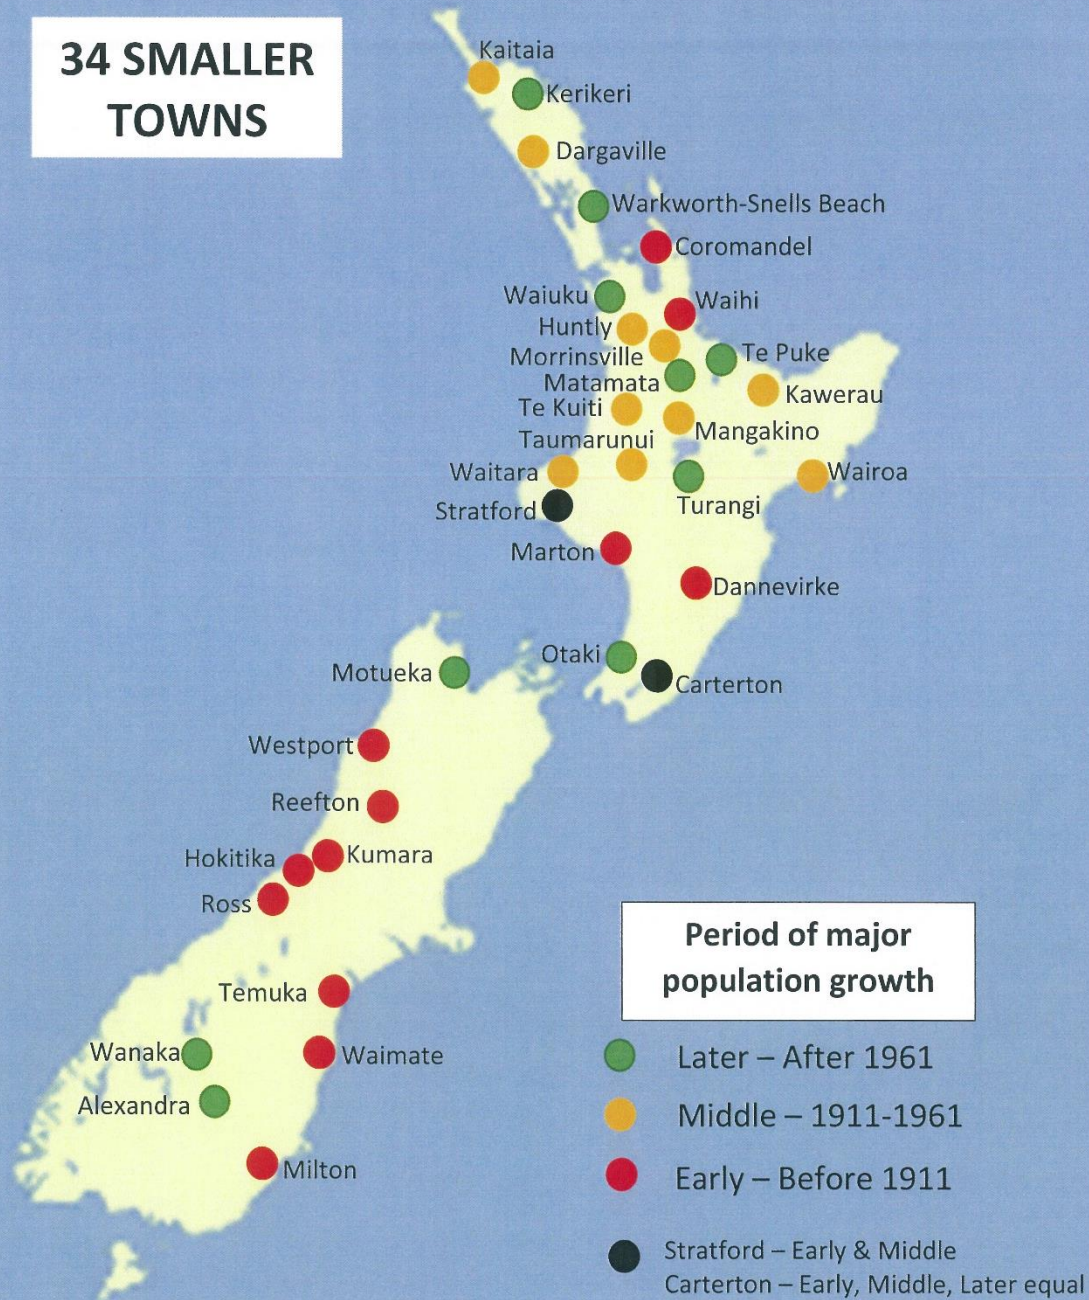 34 SMALLER
TOWNS
Kaitaia
Kerikeri
Dargaville
Warkworth-Snells Beach
Coromandel
Waiuku
Waihi
Huntly
Morrinsville
Te Puke
Matamata
Kawerau
Te Kuiti
Mangakino
Taumarunui
Waitara
Wairoa
Stratford
Turangi
Marton
Dannevirke
Otaki
Motueka
Carterton
Westport
Reefton
Hokitika
Kumara
Ross
Temuka
Wanaka
Waimate
Alexandra
Milton
Period of major
population growth
Later – After 1961
Middle – 1911-1961
Early – Before 1911
Stratford – Early & Middle
Carterton – Early, Middle, Later equal